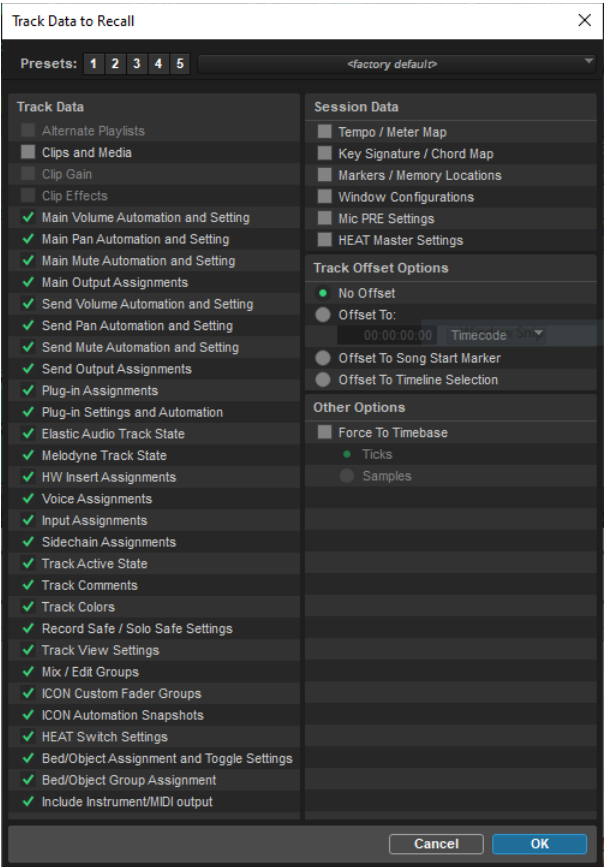 Track Data to Recall
Presets: 1 2 3 4 5 <factory default>
Track Data
Alternate Playlists
Clips and Media
Clip Gain
Clip Effects
Main Volume Automation and Setting
Main Pan Automation and Setting
Main Mute Automation and Setting
Main Output Assignments
Send Volume Automation and Setting
Send Pan Automation and Setting
Send Mute Automation and Setting
Send Output Assignments
Plug-in Assignments
Plug-in Settings and Automation
Elastic Audio Track State
Melodyne Track State
HW Insert Assignments
Voice Assignments
Input Assignments
Sidechain Assignments
Track Active State
Track Comments
Track Colors
Record Safe / Solo Safe Settings
Track View Settings
Mix / Edit Groups
ICON Custom Fader Groups
ICON Automation Snapshots
HEAT Switch Settings
Bed/Object Assignment and Toggle Settings
Bed/Object Group Assignment
Include Instrument/MIDI output
Session Data
Tempo / Meter Map
Key Signature / Chord Map
Markers / Memory Locations
Window Configurations
Mic PRE Settings
HEAT Master Settings
Track Offset Options
No Offset
Offset To:
00:00:00:00 Timecode
Offset To Song Start Marker
Offset To Timeline Selection
Other Options
Force To Timebase
Ticks
Samples
Cancel OK